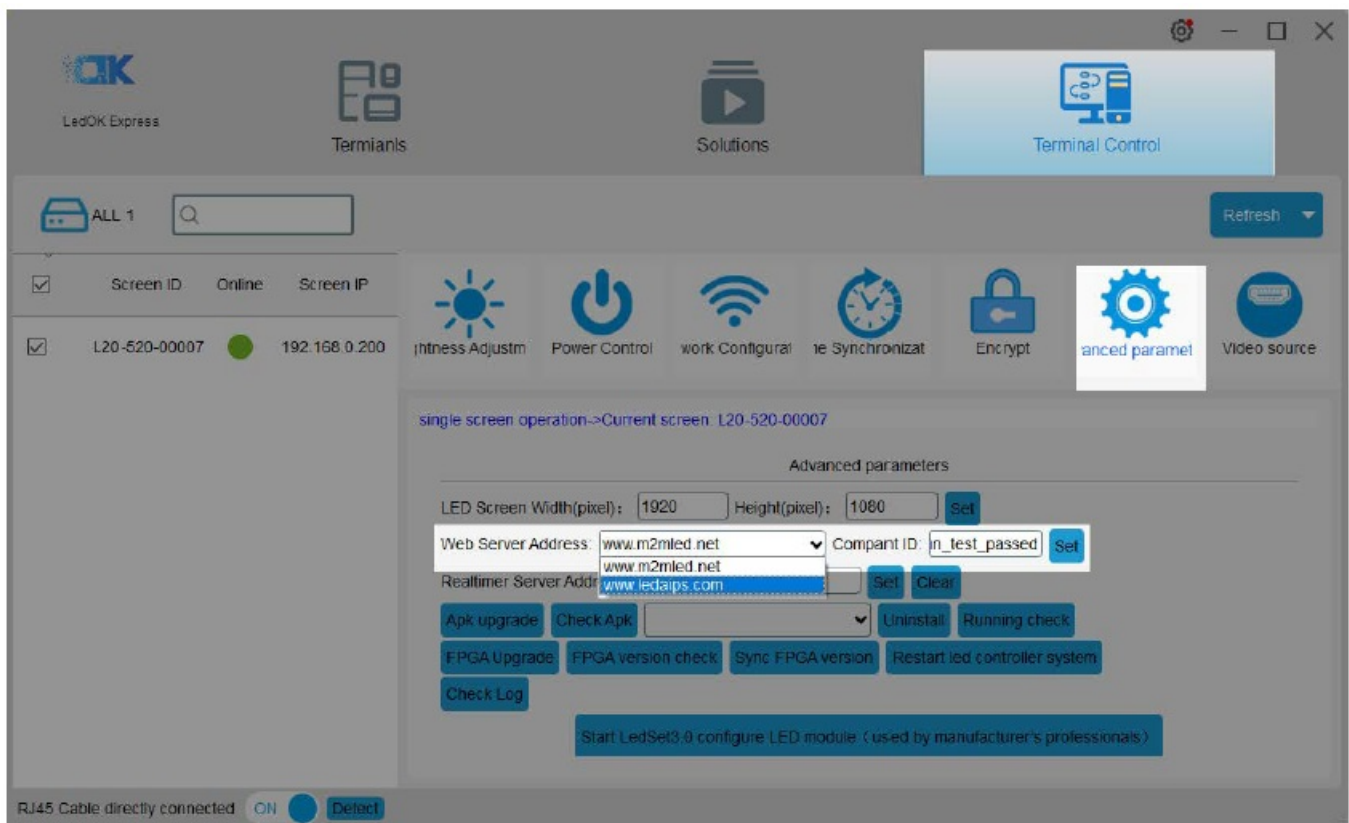 LedOK Express
Termianls
Solutions
Terminal Control
ALL 1
Refresh
Screen ID Online Screen IP
L20-520-00007 192.168.0.200
ghtness Adjustm Power Control work Configurat ne Synchronizat Encrypt anced paramet Video source
single screen operation->Current screen: L20-520-00007
Advanced parameters
LED Screen Width(pixel): 1920 Height(pixel): 1080 Set
Web Server Address: www.m2mled.net Compant ID: in_test_passed Set
www.m2mled.net
Realtimer Server Addr www.ledaips.com Set Clear
Apk upgrade Check Apk Uninstall Running check
FPGA Upgrade FPGA version check Sync FPGA version Restart led controller system
Check Log
Start LedSet3.0 configure LED module（used by manufacturer's professionals）
RJ45 Cable directly connected ON Detect